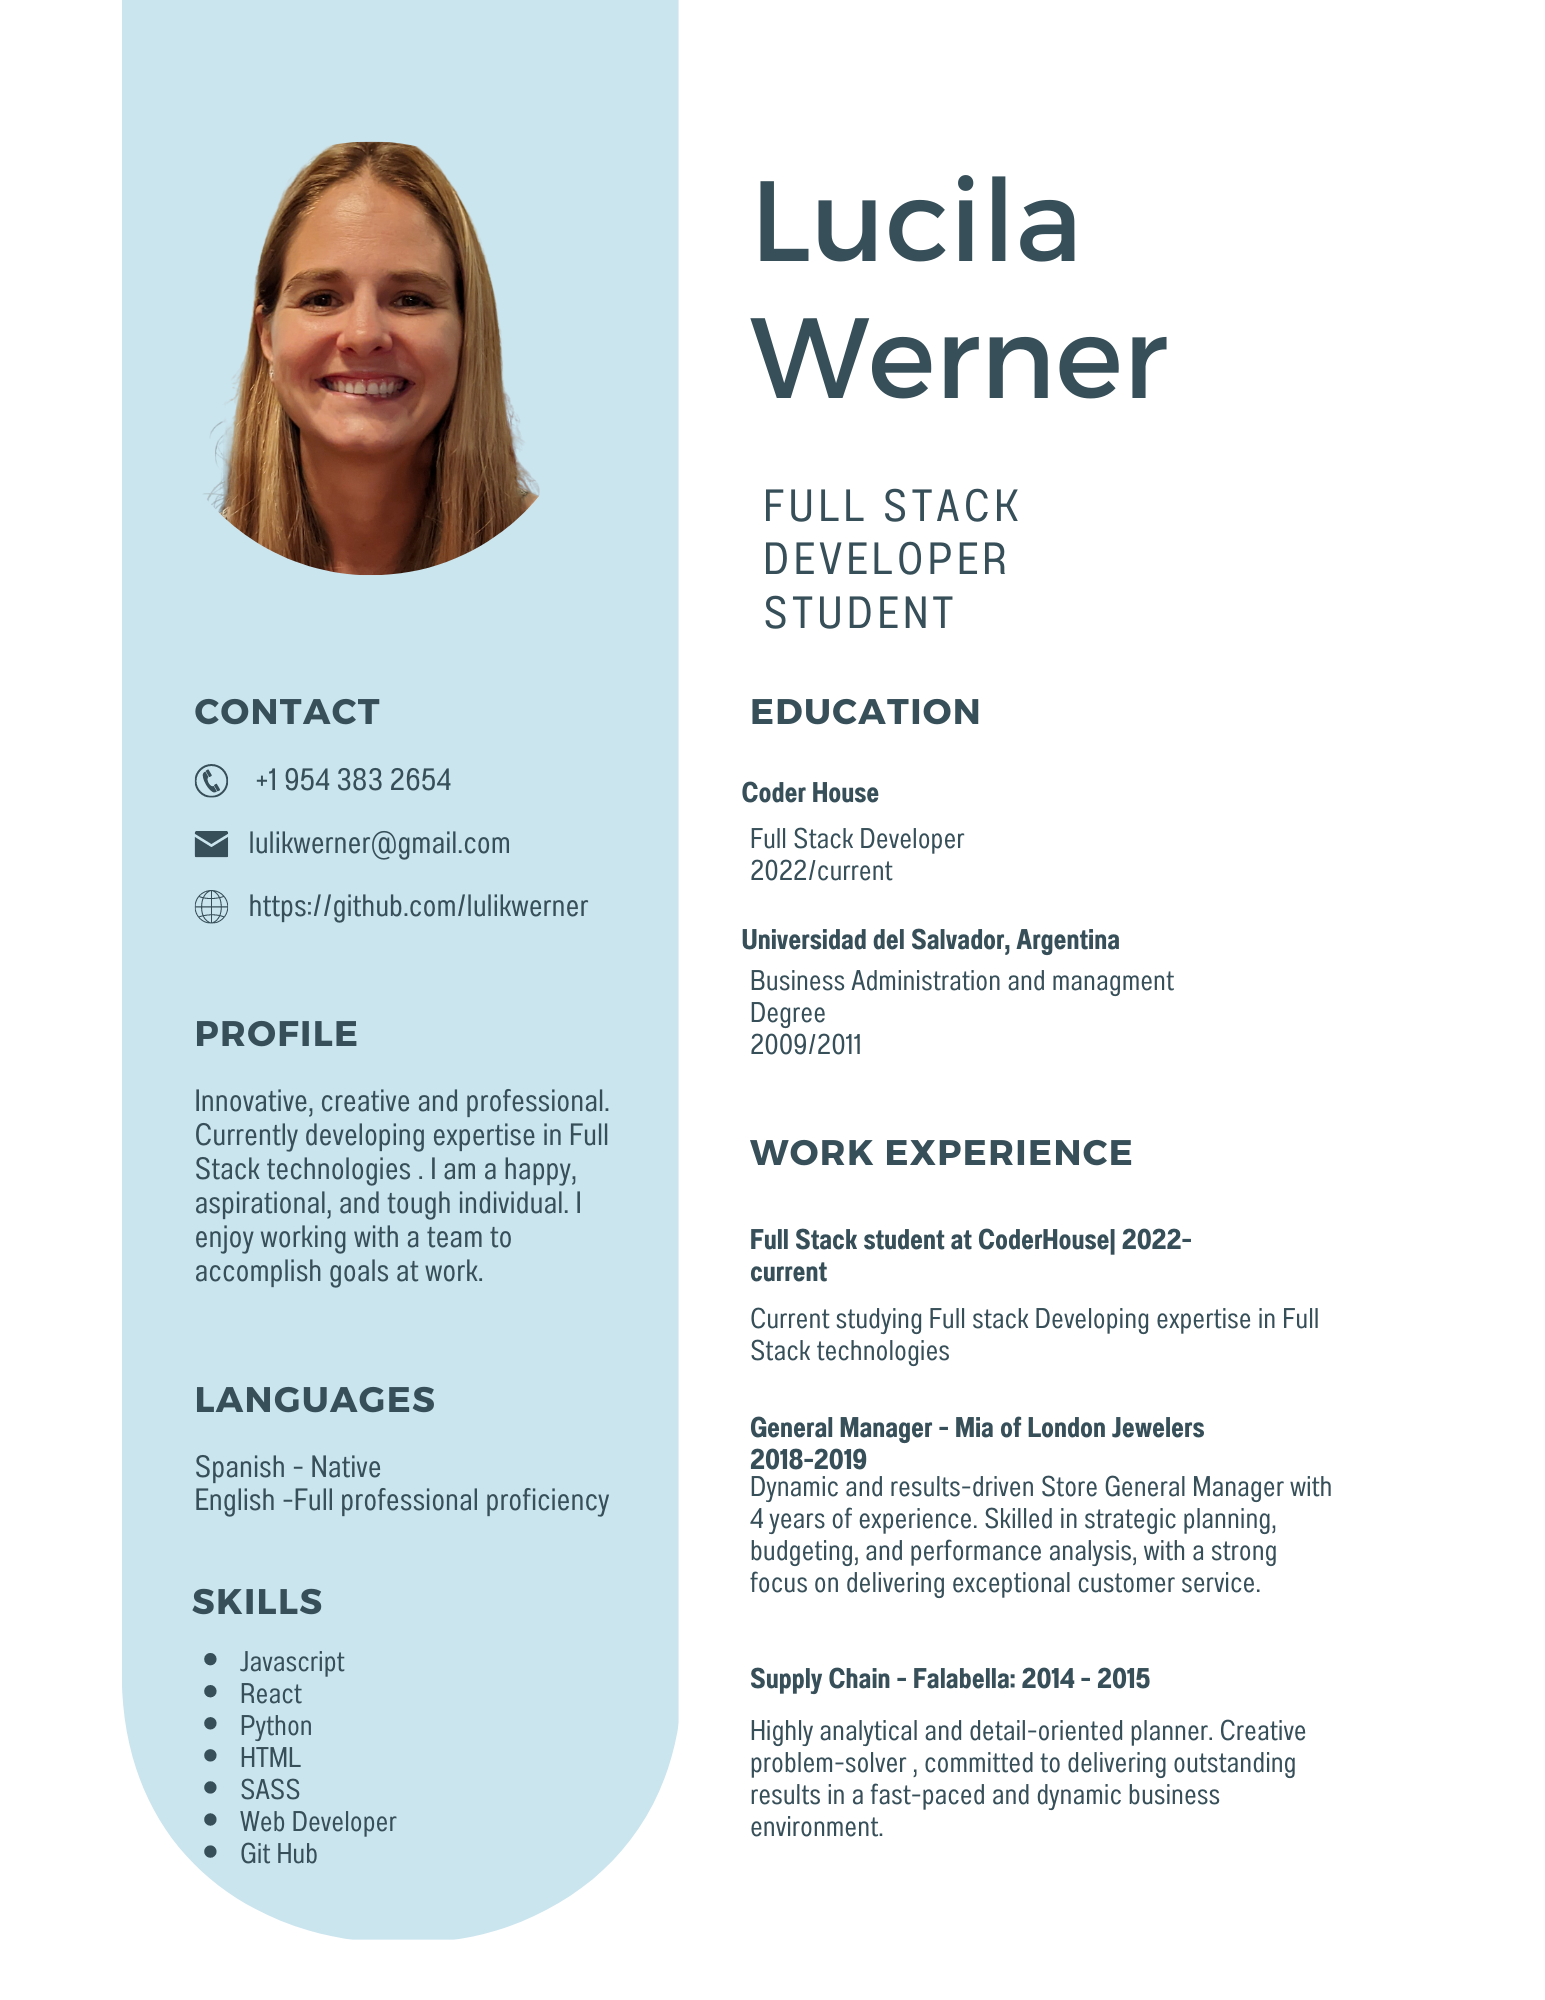 Lucila
Werner
FULL STACK
DEVELOPER
STUDENT
CONTACT
+1 954 383 2654
lulikwerner@gmail.com
https://github.com/lulikwerner
PROFILE
Innovative, creative and professional.
Currently developing expertise in Full
Stack technologies . I am a happy,
aspirational, and tough individual. I
enjoy working with a team to
accomplish goals at work.
LANGUAGES
Spanish - Native
English -Full professional proficiency
SKILLS
Javascript
React
Python
HTML
SASS
Web Developer
Git Hub
EDUCATION
Coder House
Full Stack Developer
2022/current
Universidad del Salvador, Argentina
Business Administration and managment
Degree
2009/2011
WORK EXPERIENCE
Full Stack student at CoderHouse| 2022-
current
Current studying Full stack Developing expertise in Full
Stack technologies
General Manager - Mia of London Jewelers
2018-2019
Dynamic and results-driven Store General Manager with
4 years of experience. Skilled in strategic planning,
budgeting, and performance analysis, with a strong
focus on delivering exceptional customer service.
Supply Chain - Falabella: 2014 - 2015
Highly analytical and detail-oriented planner. Creative
problem-solver , committed to delivering outstanding
results in a fast-paced and dynamic business
environment.